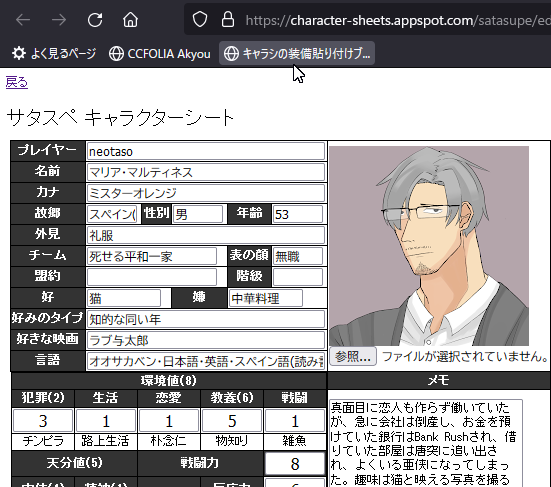 https://character-sheets.appspot.com/satasupe/ed
よく見るページ CCFOLIA Akyou キャラシの装備貼り付けブ...
戻る
サタスペ キャラクターシート
プレイヤー neotaso
名前 マリア・マルティネス
カナ ミスターオレンジ
故郷 スペイン( 性別 男 年齢 53
外見 礼服
チーム 死せる平和一家 表の顔 無職
盟約 階級
好 猫 嫌 中華料理
好みのタイプ 知的な同い年
好きな映画 ラブ与太郎
言語 オオサカベン・日本語・英語・スペイン語(読み書
参照... ファイルが選択されていません。
環境値(8)
犯罪(2) 生活 恋愛 教養(6) 戦闘
3 1 1 5 1
チンピラ 路上生活 朴念仁 物知り 雑魚
天分値(5) 戦闘力 8
メモ
真面目に恋人も作らず働いていた
が、急に会社は倒産し、お金を預
けていた銀行はBank Rushされ、借
りていた部屋は唐突に追い出さ
れ、よくいる亜侠になってしまっ
た。趣味は猫と映える写真を撮る